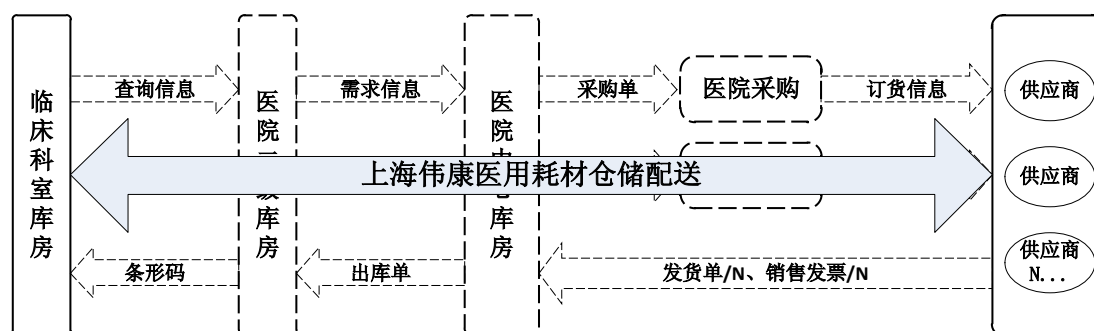 临床科室库房
查询信息
医院
库房
需求信息
医院
库房
采购单
医院采购
订货信息
供应商
上海伟康医用耗材仓储配送
供应商
条形码
出库单
发货单/N、销售发票/N
供应商
N...